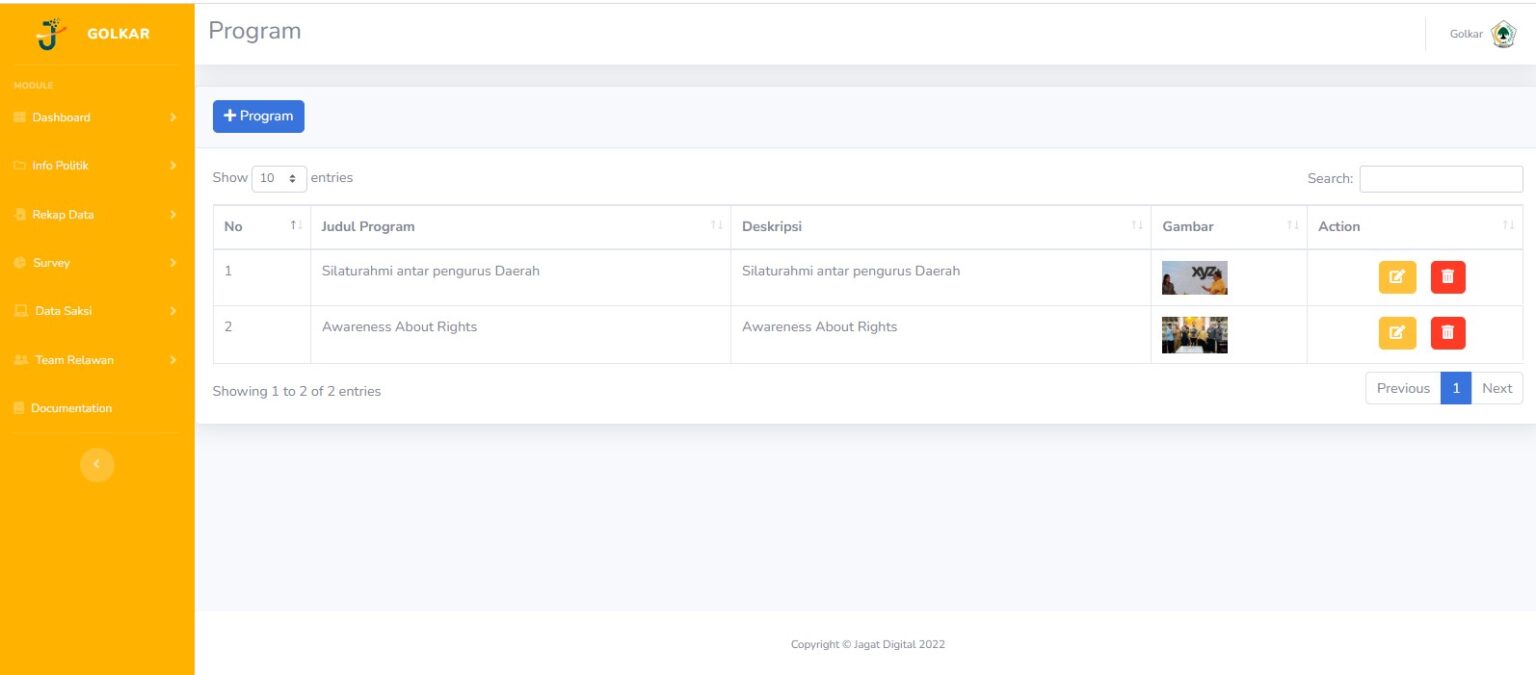 GOLKAR
Program
Golkar
MODULE
Dashboard
Info Politik
Rekap Data
Survey
Data Saksi
Team Relawan
Documentation
Program
Show 10 entries
Search:
No Judul Program Deskripsi Gambar Action
1 Silaturahmi antar pengurus Daerah Silaturahmi antar pengurus Daerah xyz
2 Awareness About Rights Awareness About Rights
Showing 1 to 2 of 2 entries
Previous 1 Next
Copyright © Jagat Digital 2022